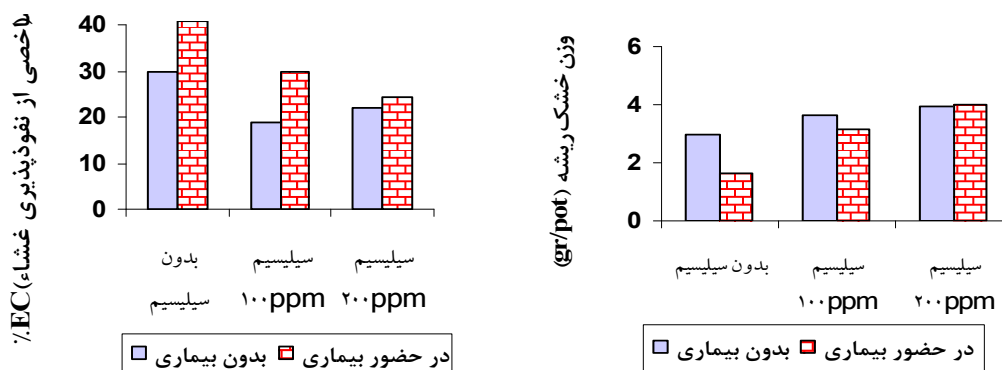 شاخصی از نفوذپذیری غشاء)EC٪
40
30
20
10
0
بدون
سیلیسیم
سیلیسیم
۱۰۰ppm
سیلیسیم
۲۰۰ppm
بدون بیماری
در حضور بیماری
وزن خشک ریشه (gr/pot)
6
4
2
0
بدون سیلیسیم
سیلیسیم
۱۰۰ppm
سیلیسیم
۲۰۰ppm
بدون بیماری
در حضور بیماری